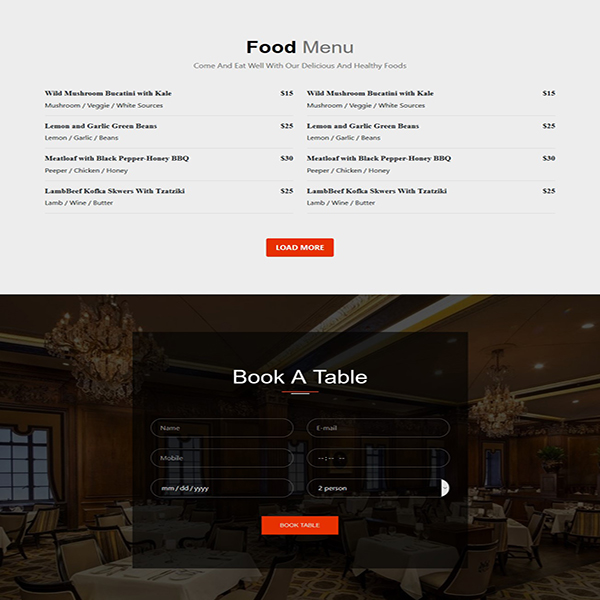 Food Menu
Come And Eat Well With Our Delicious And Healthy Foods
Wild Mushroom Bucatini with Kale $15
Mushroom / Veggie / White Sources
Lemon and Garlic Green Beans $25
Lemon / Garlic / Beans
Meatloaf with Black Pepper-Honey BBQ $30
Peeper / Chicken / Honey
LambBeef Kofka Skwers With Tzatziki $25
Lamb / Wine / Butter
Wild Mushroom Bucatini with Kale $15
Mushroom / Veggie / White Sources
Lemon and Garlic Green Beans $25
Lemon / Garlic / Beans
Meatloaf with Black Pepper-Honey BBQ $30
Peeper / Chicken / Honey
LambBeef Kofka Skwers With Tzatziki $25
Lamb / Wine / Butter
LOAD MORE
Book A Table
Name
E-mail
Mobile
--:-- --
mm / dd / yyyy
2 person
BOOK TABLE